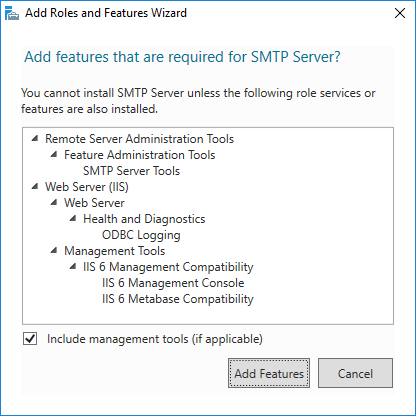 Add Roles and Features Wizard
Add features that are required for SMTP Server?
You cannot install SMTP Server unless the following role services or
features are also installed.
Remote Server Administration Tools
Feature Administration Tools
SMTP Server Tools
Web Server (IIS)
Web Server
Health and Diagnostics
ODBC Logging
Management Tools
IIS 6 Management Compatibility
IIS 6 Management Console
IIS 6 Metabase Compatibility
Include management tools (if applicable)
Add Features Cancel